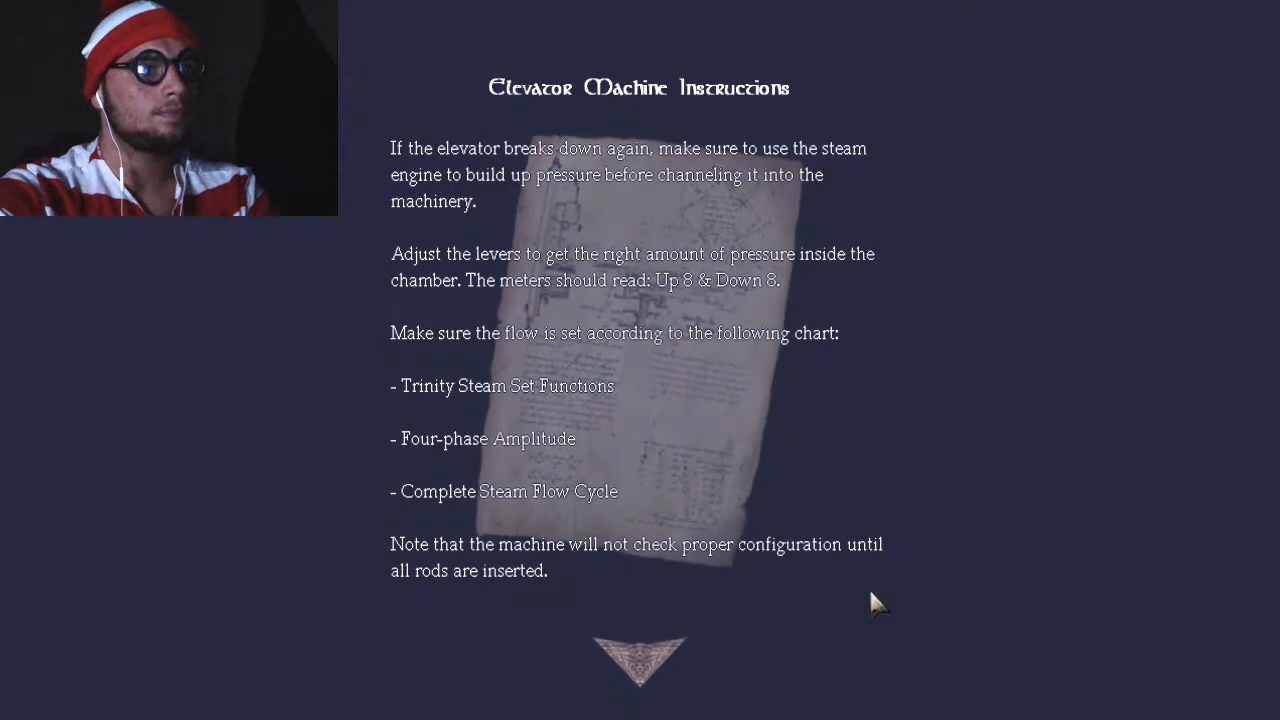 Elevator Machine Instructions
If the elevator breaks down again, make sure to use the steam
engine to build up pressure before channeling it into the
machinery.
Adjust the levers to get the right amount of pressure inside the
chamber. The meters should read: Up 8 & Down 8.
Make sure the flow is set according to the following chart:
- Trinity Steam Set Functions
- Four-phase Amplitude
- Complete Steam Flow Cycle
Note that the machine will not check proper configuration until
all rods are inserted.